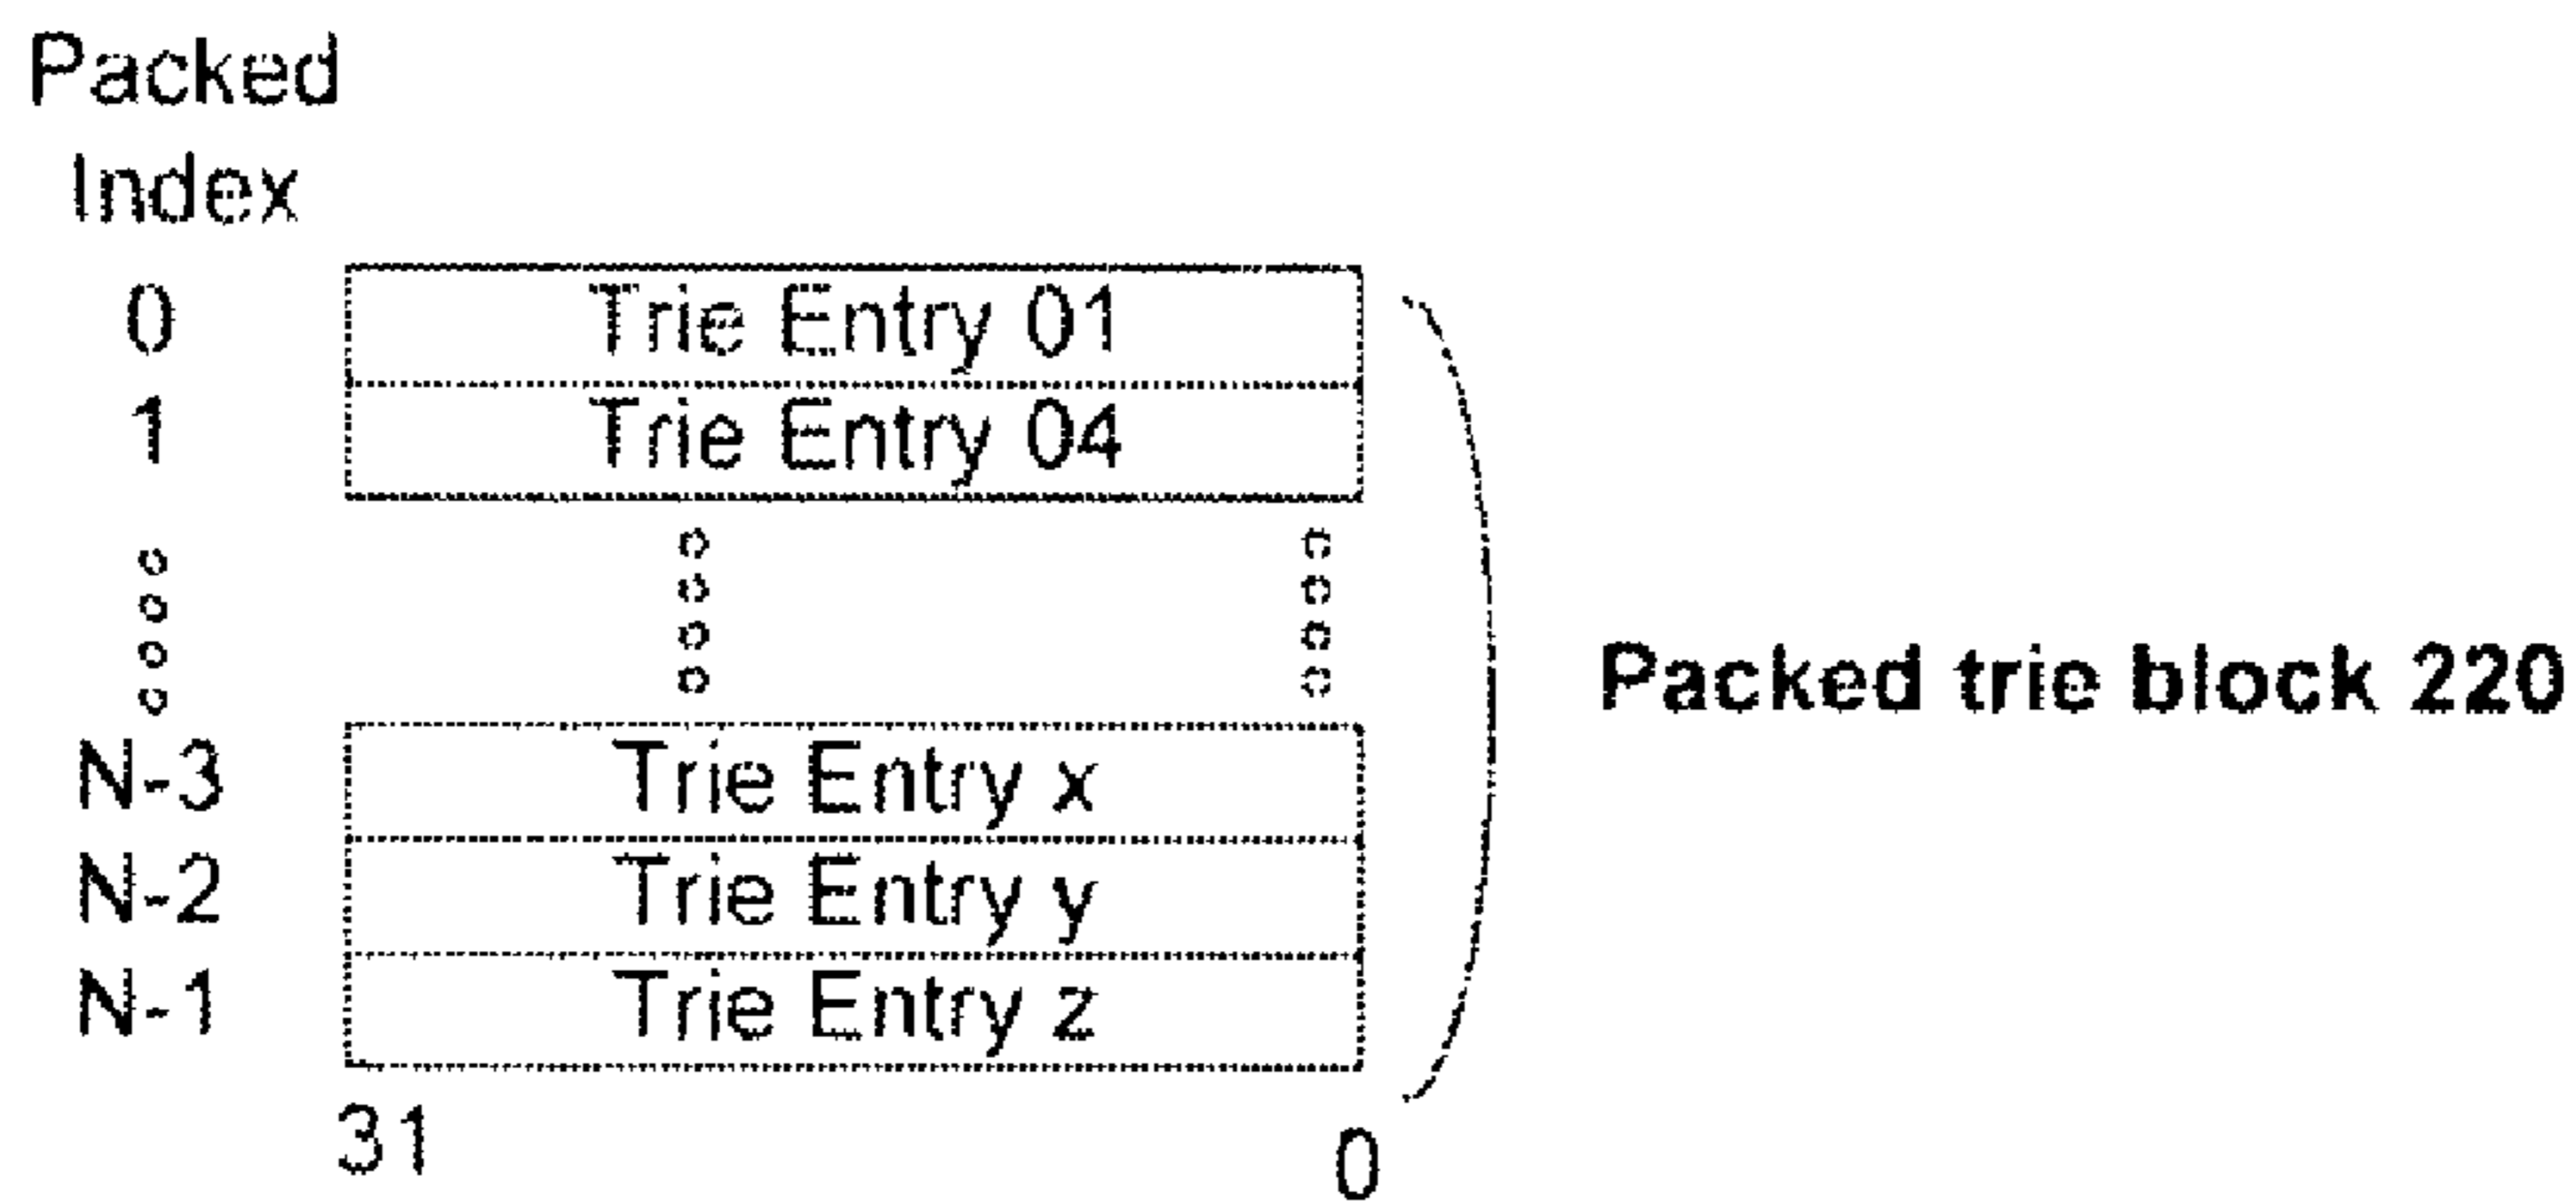 Packed
Index
0 Trie Entry 01
1 Trie Entry 04
N-3 Trie Entry x
N-2 Trie Entry y
N-1 Trie Entry z
31 0
Packed trie block 220